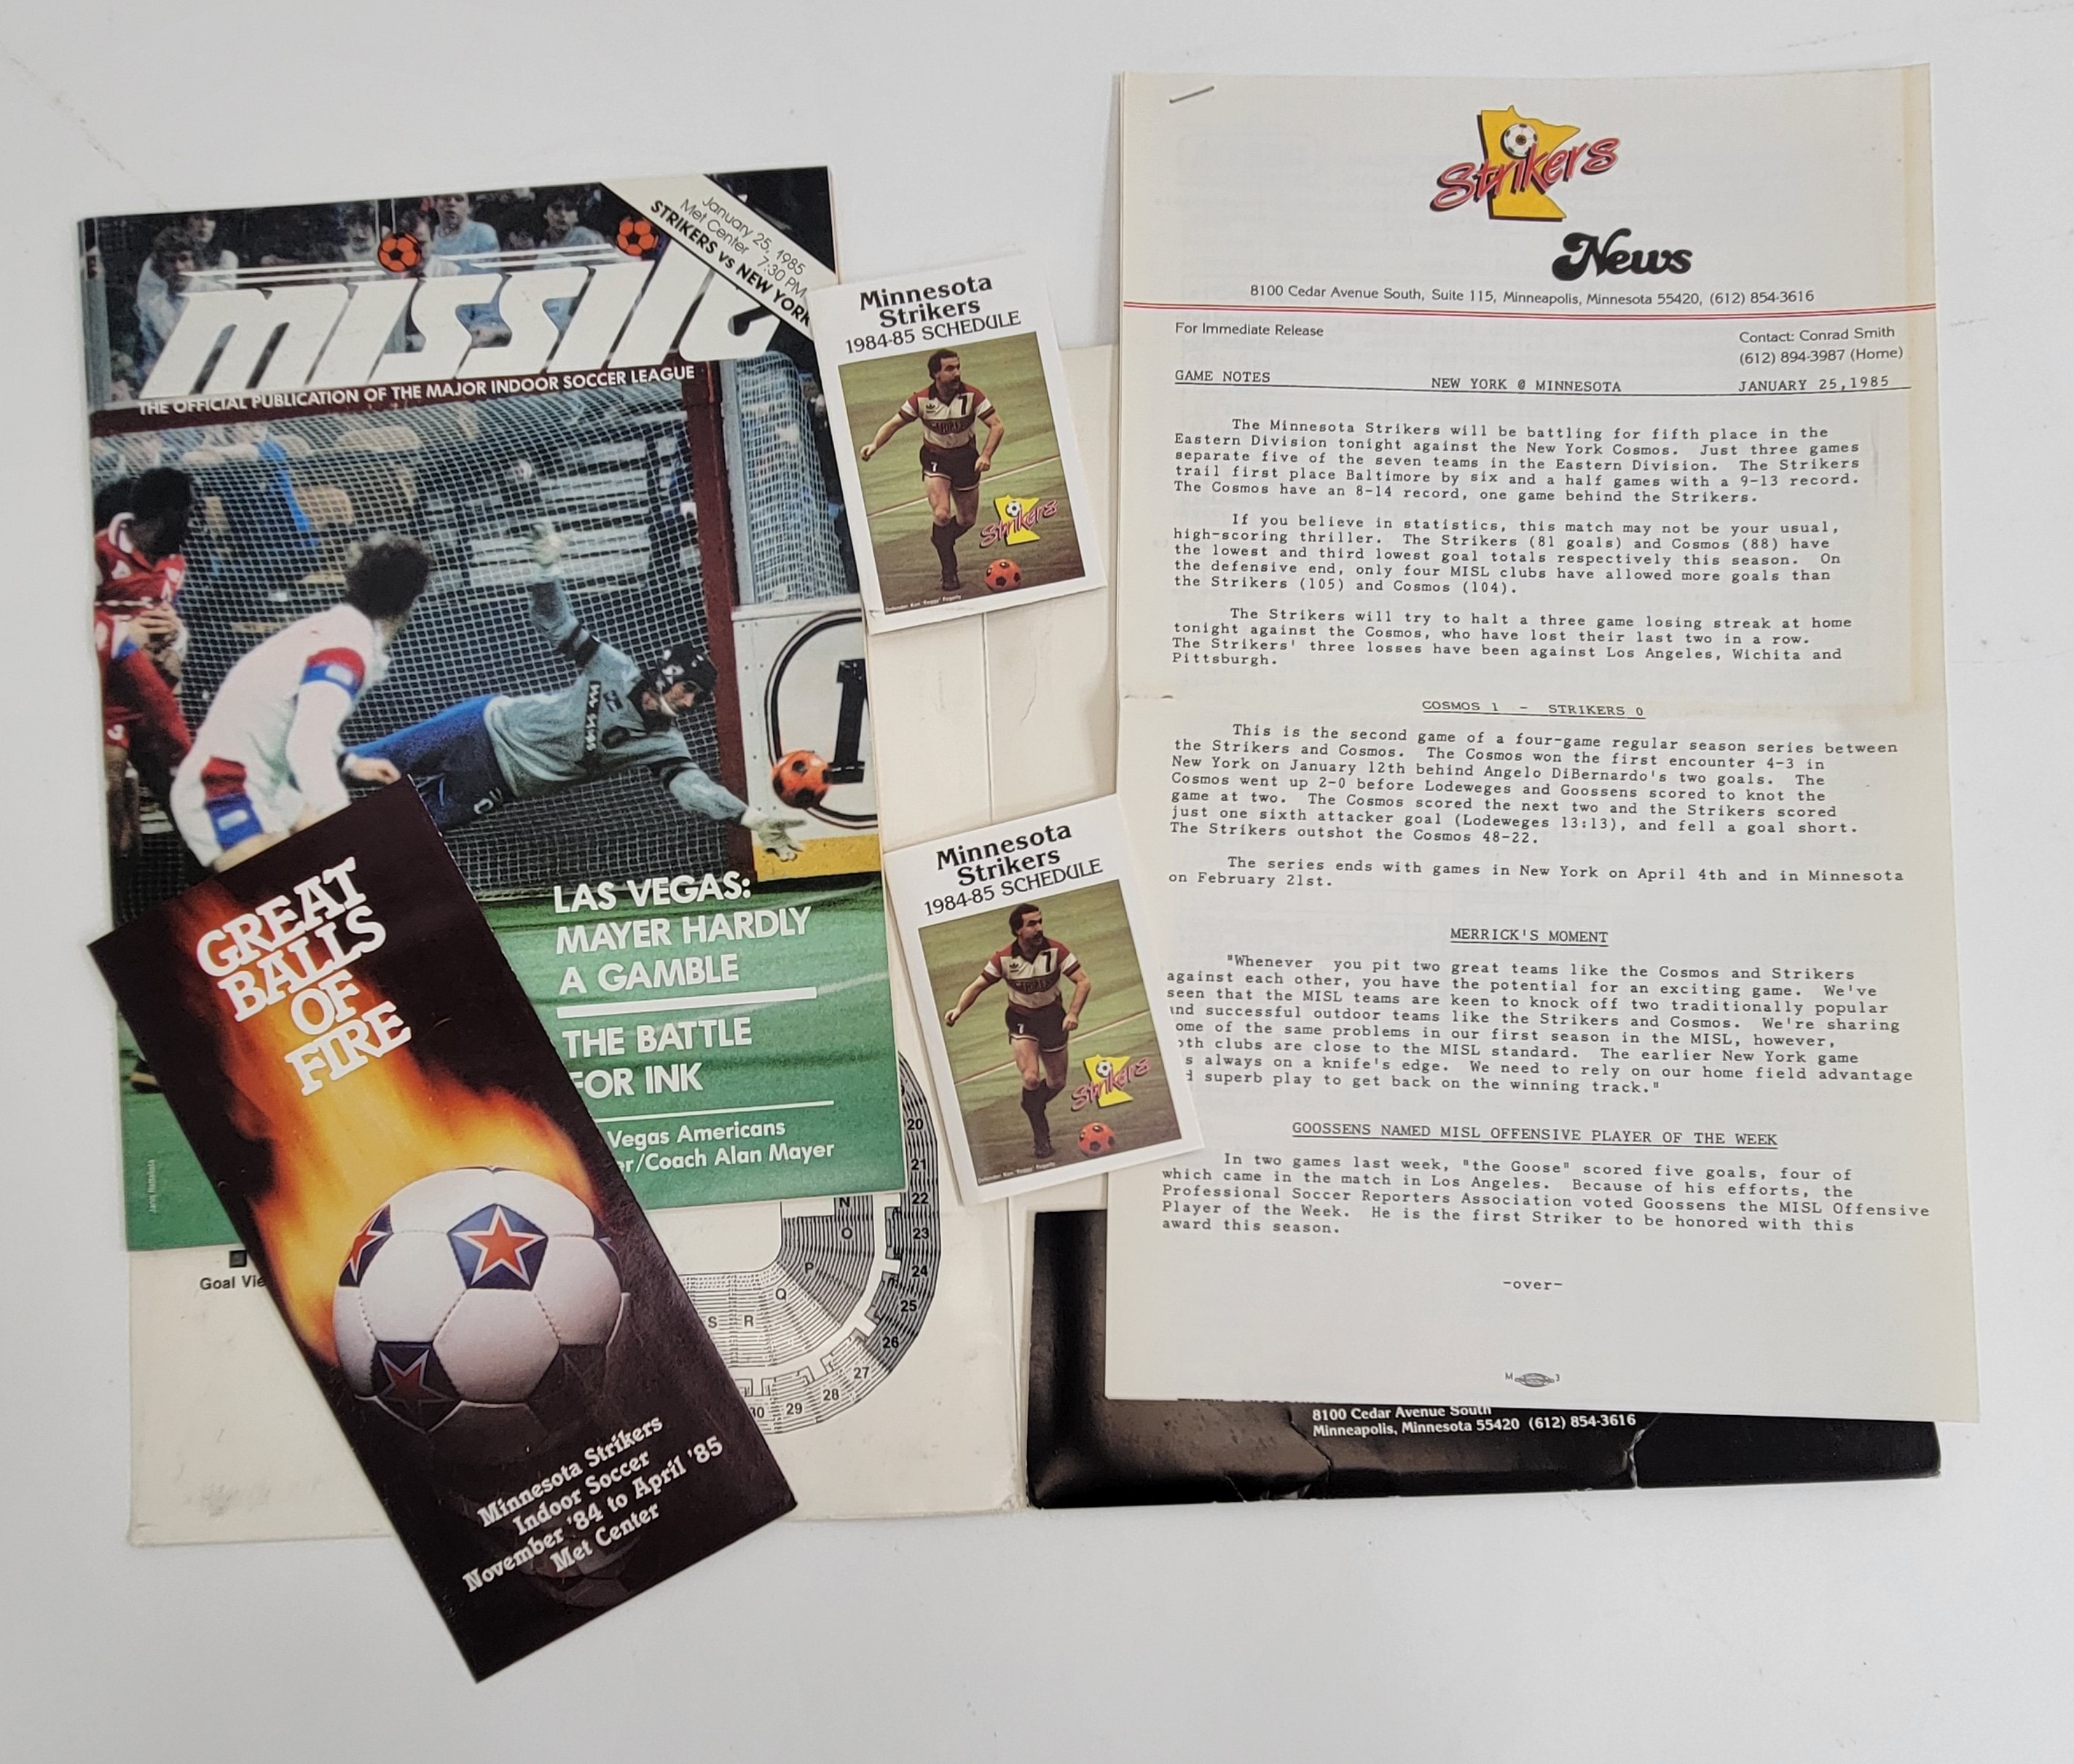 January 25, 1985
Met Center 7:30 PM
STRIKERS vs NEW YORK
MISSILE
THE OFFICIAL PUBLICATION OF THE MAJOR INDOOR SOCCER LEAGUE
LAS VEGAS:
MAYER HARDLY
A GAMBLE
THE BATTLE
FOR INK
Vegas Americans
er/Coach Alan Mayer
GREAT
BALLS
OF
FIRE
Minnesota Strikers
Indoor Soccer
November '84 to April '85
Met Center
Goal Vie
N
O
P
Q
R
S
20
21
22
23
24
25
26
27
28
29
30
Minnesota
Strikers
1984-85 SCHEDULE
7
7
Strikers
Minnesota
Strikers
1984-85 SCHEDULE
7
7
Strikers
Strikers
News
8100 Cedar Avenue South, Suite 115, Minneapolis, Minnesota 55420, (612) 854-3616
For Immediate Release
Contact: Conrad Smith
(612) 894-3987 (Home)
GAME NOTES NEW YORK @ MINNESOTA JANUARY 25,1985
The Minnesota Strikers will be battling for fifth place in the
Eastern Division tonight against the New York Cosmos. Just three games
separate five of the seven teams in the Eastern Division. The Strikers
trail first place Baltimore by six and a half games with a 9-13 record.
The Cosmos have an 8-14 record, one game behind the Strikers.
If you believe in statistics, this match may not be your usual,
high-scoring thriller. The Strikers (81 goals) and Cosmos (88) have
the lowest and third lowest goal totals respectively this season. On
the defensive end, only four MISL clubs have allowed more goals than
the Strikers (105) and Cosmos (104).
The Strikers will try to halt a three game losing streak at home
tonight against the Cosmos, who have lost their last two in a row.
The Strikers' three losses have been against Los Angeles, Wichita and
Pittsburgh.
COSMOS 1 - STRIKERS 0
This is the second game of a four-game regular season series between
the Strikers and Cosmos. The Cosmos won the first encounter 4-3 in
New York on January 12th behind Angelo DiBernardo's two goals. The
Cosmos went up 2-0 before Lodeweges and Goossens scored to knot the
game at two. The Cosmos scored the next two and the Strikers scored
just one sixth attacker goal (Lodeweges 13:13), and fell a goal short.
The Strikers outshot the Cosmos 48-22.
The series ends with games in New York on April 4th and in Minnesota
on February 21st.
MERRICK'S MOMENT
"Whenever you pit two great teams like the Cosmos and Strikers
against each other, you have the potential for an exciting game. We've
seen that the MISL teams are keen to knock off two traditionally popular
and successful outdoor teams like the Strikers and Cosmos. We're sharing
ome of the same problems in our first season in the MISL, however,
oth clubs are close to the MISL standard. The earlier New York game
s always on a knife's edge. We need to rely on our home field advantage
d superb play to get back on the winning track."
GOOSSENS NAMED MISL OFFENSIVE PLAYER OF THE WEEK
In two games last week, "the Goose" scored five goals, four of
which came in the match in Los Angeles. Because of his efforts, the
Professional Soccer Reporters Association voted Goossens the MISL Offensive
Player of the Week. He is the first Striker to be honored with this
award this season.
-over-
8100 Cedar Avenue South
Minneapolis, Minnesota 55420 (612) 854-3616